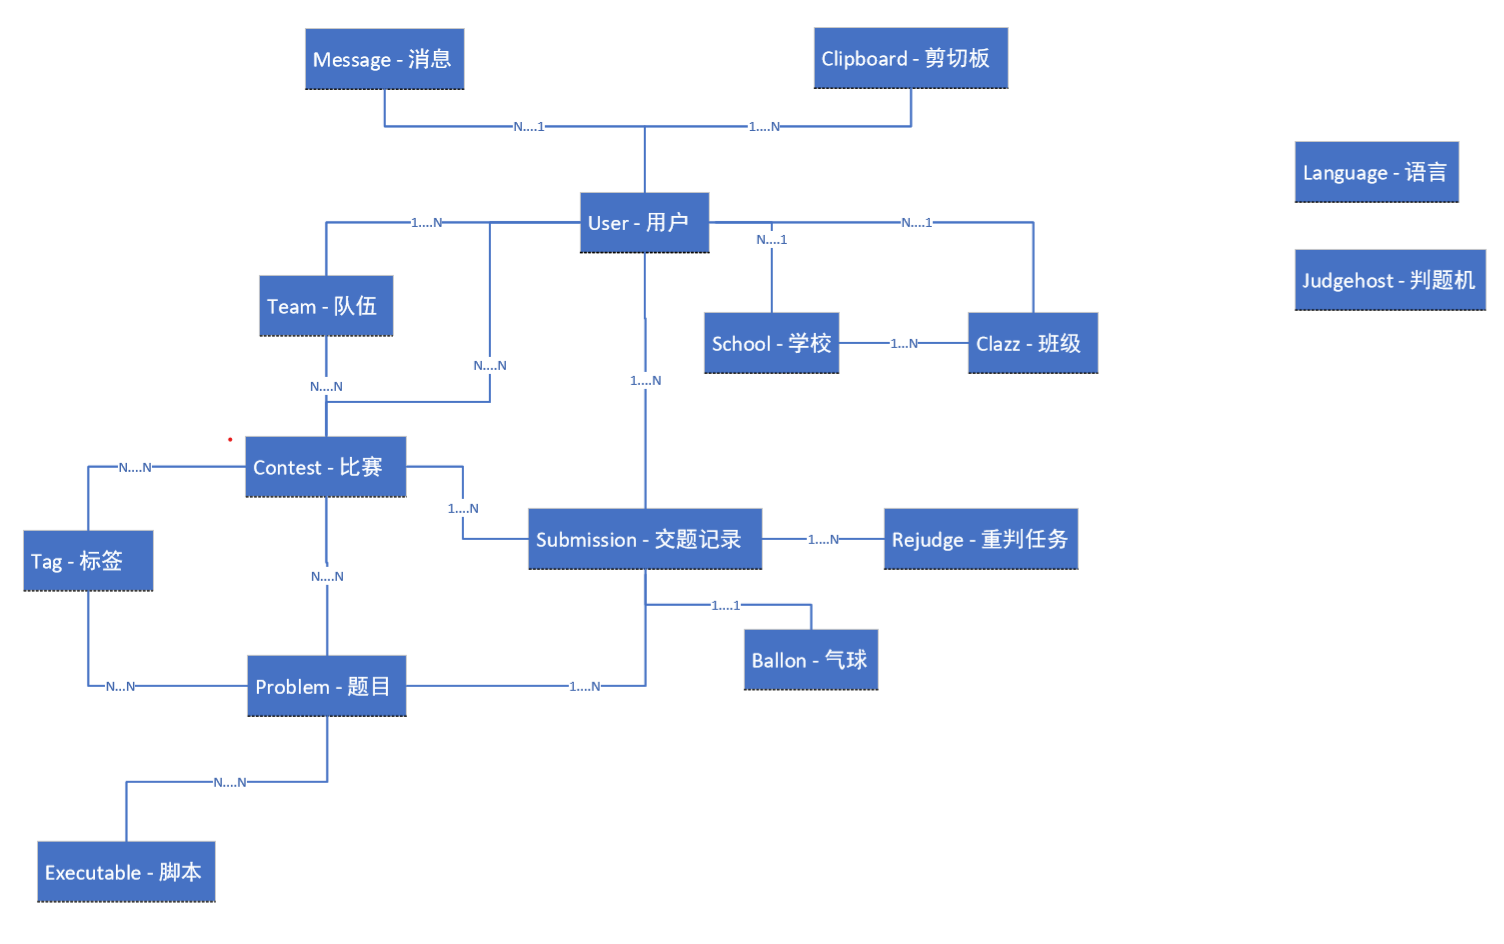 Message - 消息
Clipboard - 剪切板
N....1
1....N
Language - 语言
User - 用户
1....N
N....1
N....1
Judgehost - 判题机
Team - 队伍
School - 学校
1...N
Clazz - 班级
N....N
1....N
N....N
Contest - 比赛
N....N
1....N
Submission - 交题记录
1....N
Rejudge - 重判任务
Tag - 标签
N....N
1....1
Ballon - 气球
N...N
Problem - 题目
1....N
N....N
Executable - 脚本